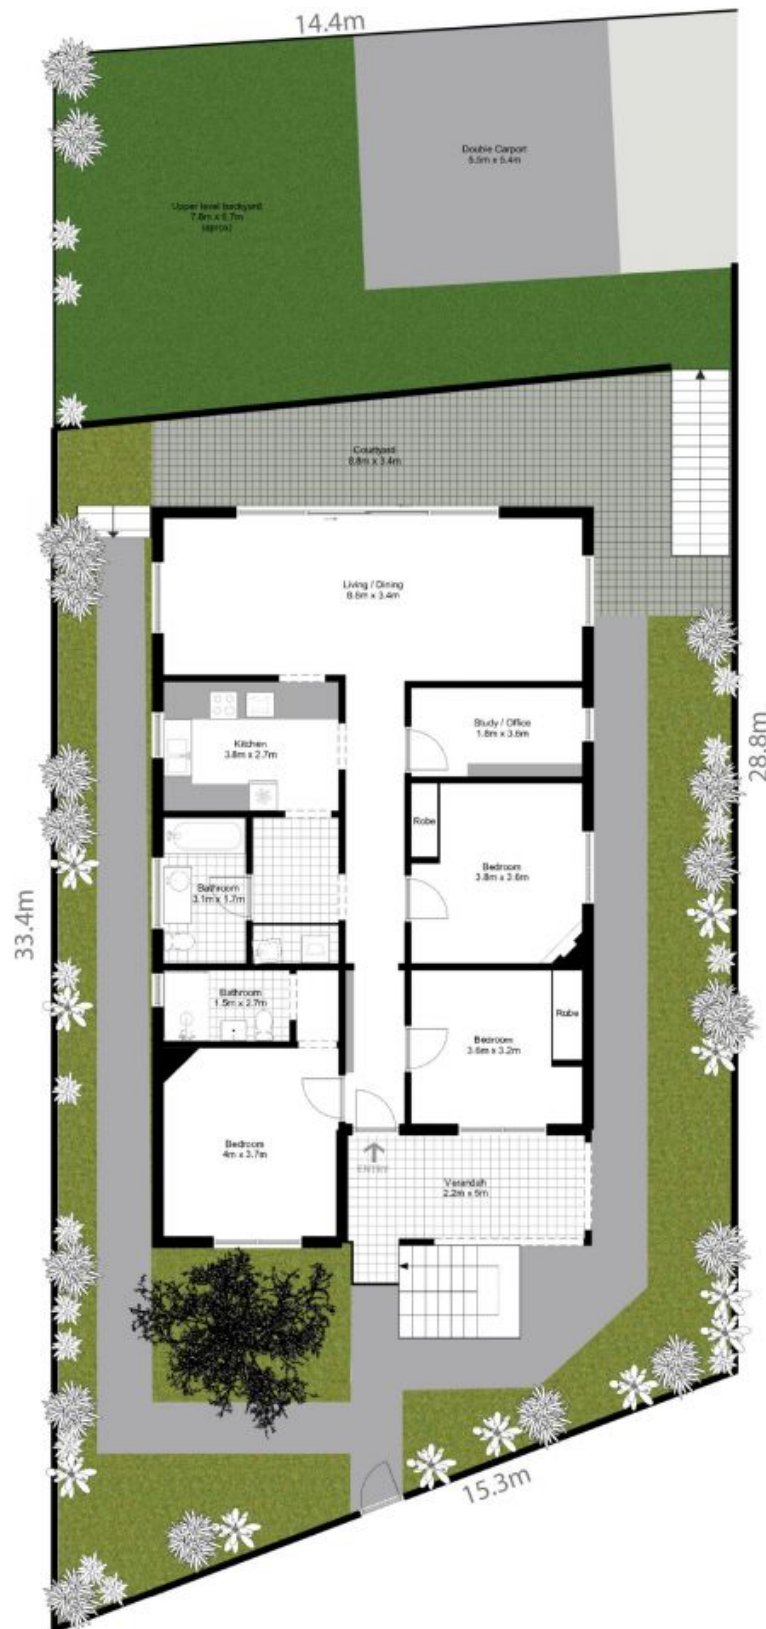 14.4m
Double Carport
5.5m x 5.4m
Upper level backyard
7.8m x 6.7m
(aprox)
Courtyard
8.8m x 3.4m
Living / Dining
8.8m x 3.4m
Study / Office
1.8m x 3.6m
Kitchen
3.8m x 2.7m
28.8m
Robe
Bedroom
3.8m x 3.6m
Bathroom
3.1m x 1.7m
33.4m
Bathroom
1.5m x 2.7m
Robe
Bedroom
3.6m x 3.2m
Bedroom
4m x 3.7m
ENTRY
Verandah
2.2m x 5m
15.3m